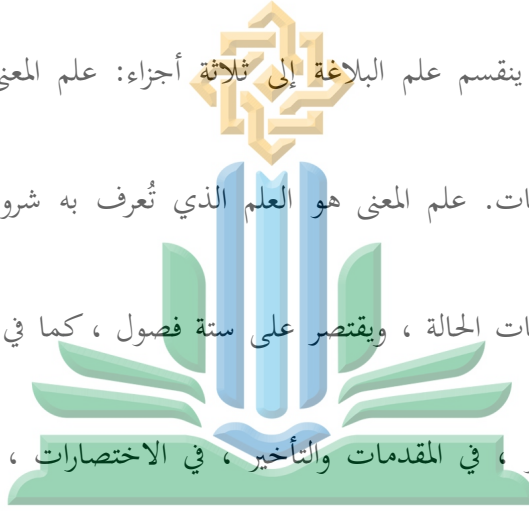 ينقسم علم البلاغة إلى ثلاثة أجزاء: علم المعنى
ات. علم المعنى هو العلم الذي تُعرف به شرو
ات الحالة ، ويقتصر على ستة فصول ، كما في
، في المقدمات والتأخير ، في الاختصارات ،